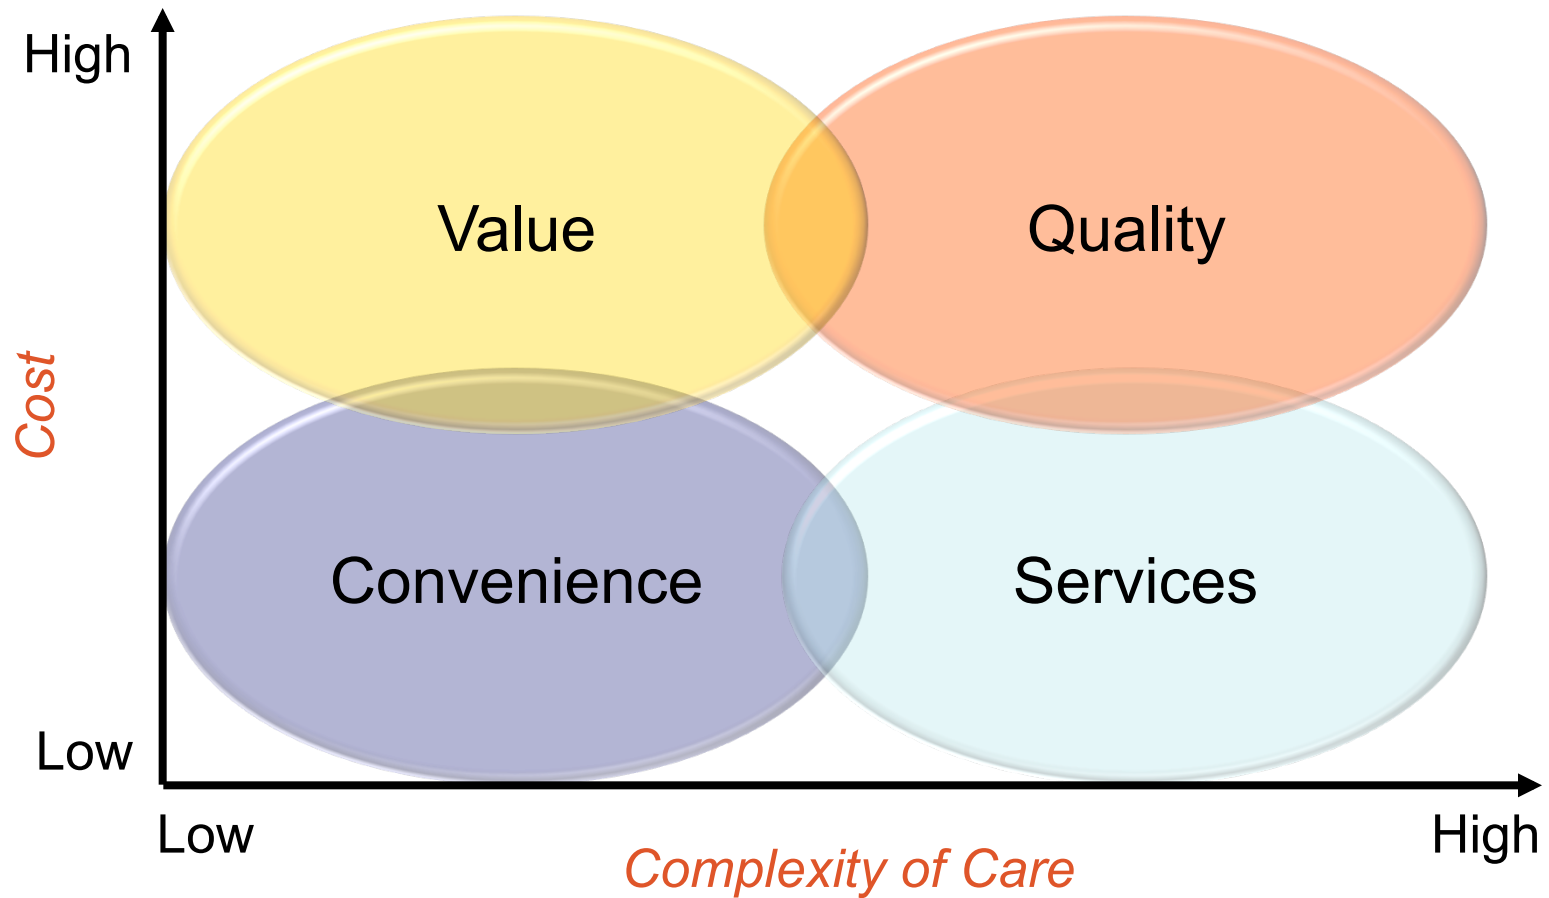 High
Value
Quality
Cost
Convenience
Services
Low
Low
High
Complexity of Care